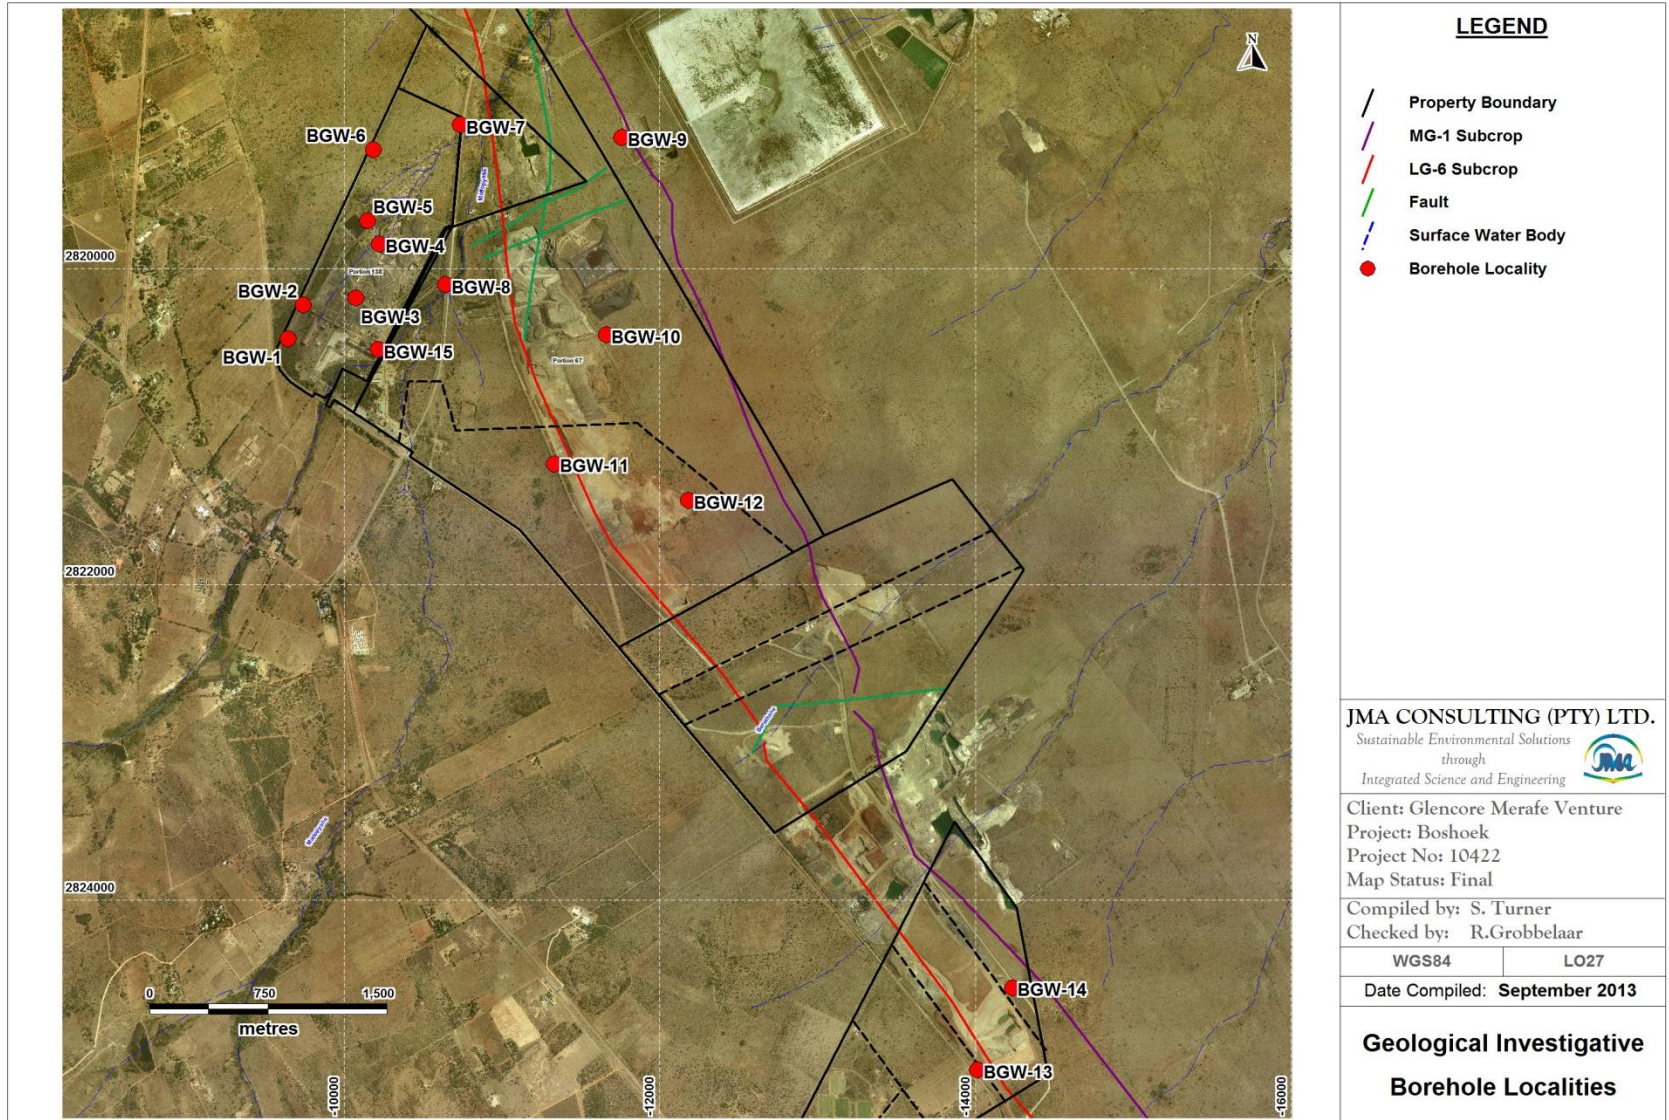 LEGEND
Property Boundary
MG-1 Subcrop
LG-6 Subcrop
Fault
Surface Water Body
Borehole Locality
N
BGW-7
BGW-9
BGW-6
BGW-5
BGW-4
2820000
Portion 138
BGW-8
BGW-2
BGW-3
BGW-10
BGW-1
BGW-15
Portion 67
BGW-11
BGW-12
2822000
2824000
BGW-14
BGW-13
0 750 1,500
metres
-10000
-12000
-14000
-16000
JMA CONSULTING (PTY) LTD.
Sustainable Environmental Solutions
through
Integrated Science and Engineering
JMA
Client: Glencore Merafe Venture
Project: Boshoek
Project No: 10422
Map Status: Final
Compiled by: S. Turner
Checked by: R.Grobbelaar
WGS84 LO27
Date Compiled: September 2013
Geological Investigative
Borehole Localities